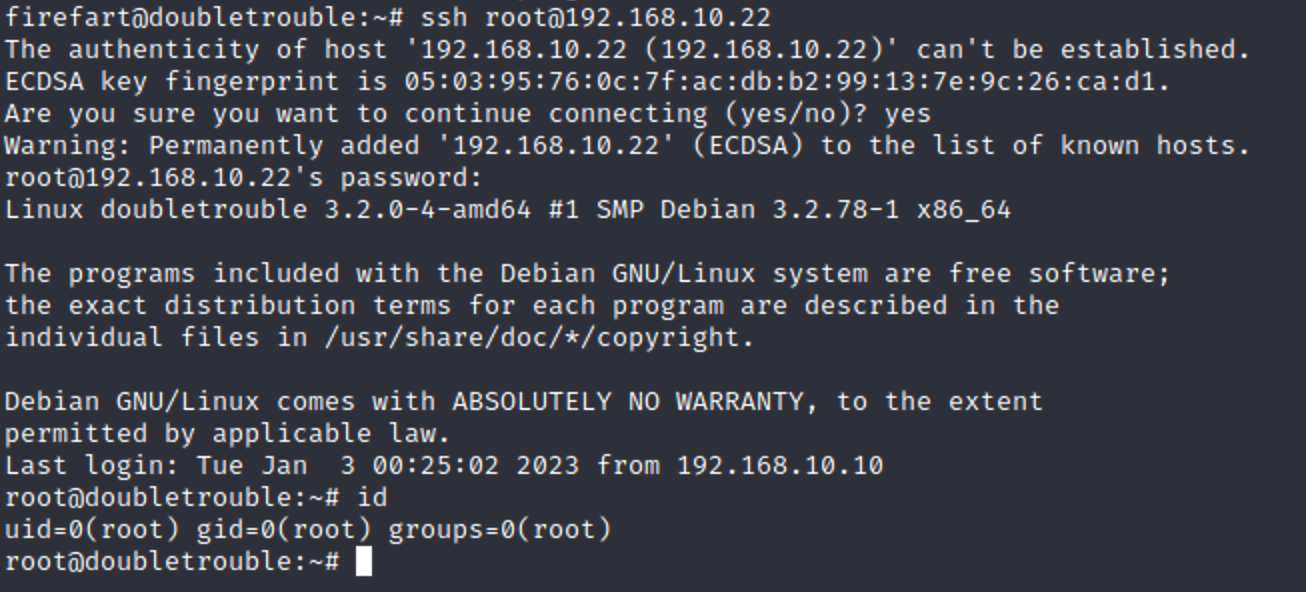 firefart@doubletrouble:~# ssh root@192.168.10.22
The authenticity of host '192.168.10.22 (192.168.10.22)' can't be established.
ECDSA key fingerprint is 05:03:95:76:0c:7f:ac:db:b2:99:13:7e:9c:26:ca:d1.
Are you sure you want to continue connecting (yes/no)? yes
Warning: Permanently added '192.168.10.22' (ECDSA) to the list of known hosts.
root@192.168.10.22's password:
Linux doubletrouble 3.2.0-4-amd64 #1 SMP Debian 3.2.78-1 x86_64
The programs included with the Debian GNU/Linux system are free software;
the exact distribution terms for each program are described in the
individual files in /usr/share/doc/*/copyright.
Debian GNU/Linux comes with ABSOLUTELY NO WARRANTY, to the extent
permitted by applicable law.
Last login: Tue Jan  3 00:25:02 2023 from 192.168.10.10
root@doubletrouble:~# id
uid=0(root) gid=0(root) groups=0(root)
root@doubletrouble:~#